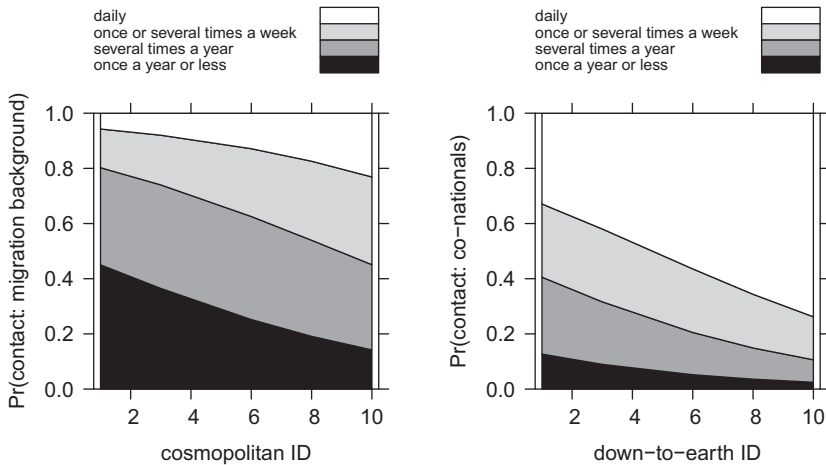 daily
once or several times a week
several times a year
once a year or less
Pr(contact: migration background)
1.0
0.8
0.6
0.4
0.2
0.0
2 4 6 8 10
cosmopolitan ID
daily
once or several times a week
several times a year
once a year or less
Pr(contact: co−nationals)
1.0
0.8
0.6
0.4
0.2
0.0
2 4 6 8 10
down−to−earth ID